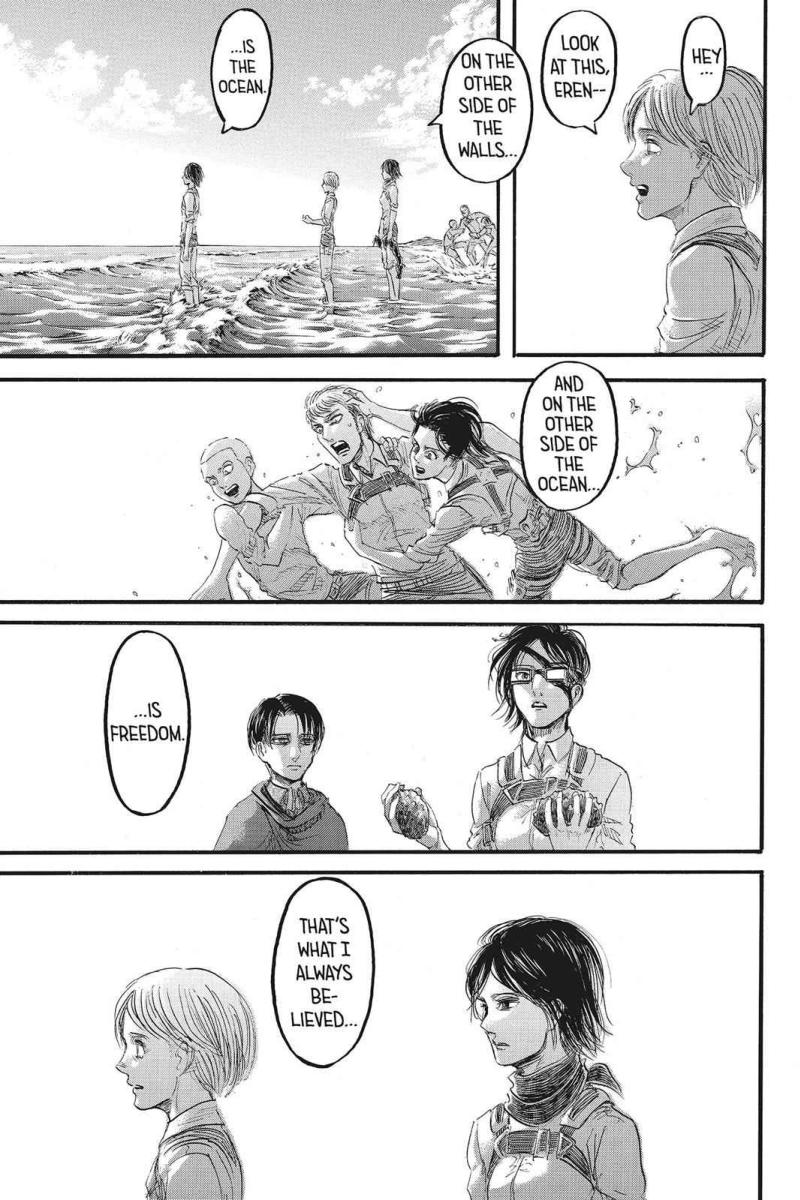 HEY
...
LOOK
AT THIS,
EREN--
ON THE
OTHER
SIDE OF
THE
WALLS...
...IS
THE
OCEAN.
AND
ON THE
OTHER
SIDE OF
THE
OCEAN...
...IS
FREEDOM.
THAT'S
WHAT I
ALWAYS
BE-
LIEVED...